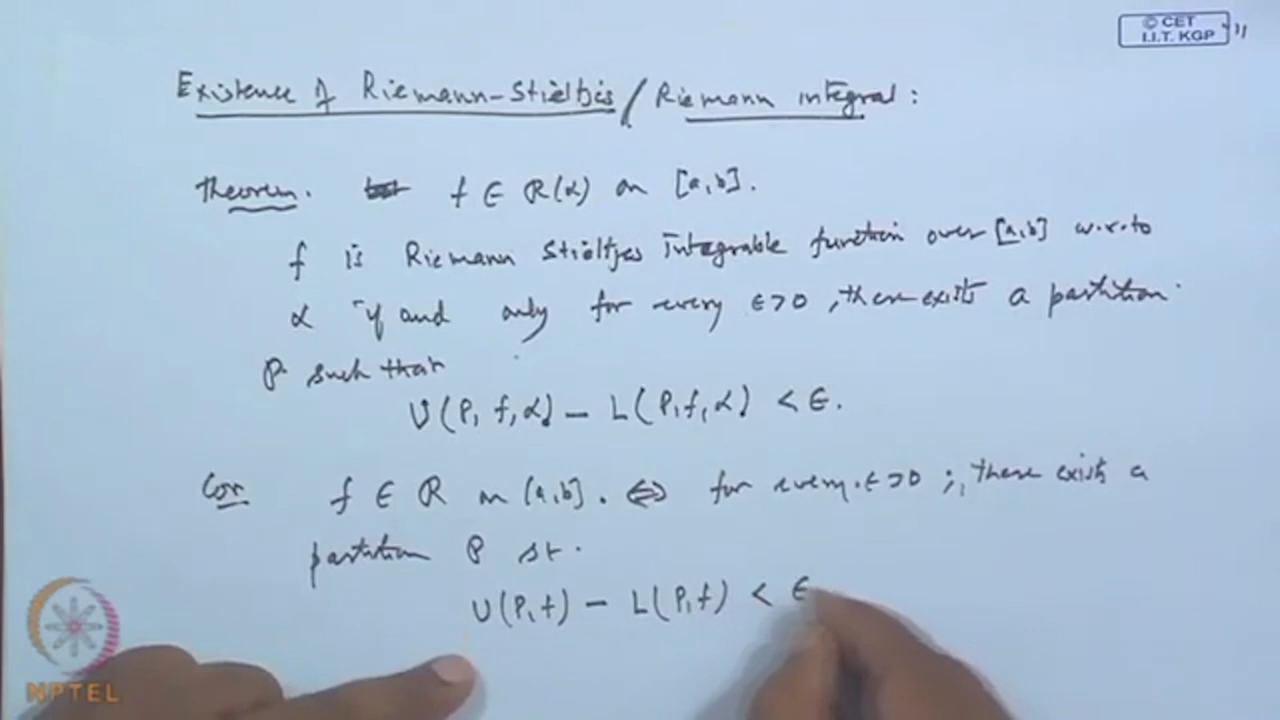 © CET
I.I.T. KGP
Existence of Riemann-Stieltjes / Riemann integral :
Theorem. f ∈ R(α) on [a,b].
f is Riemann Stieltjes Integrable function over [a,b] w.r.to
α if and only for every ϵ>0, there exists a partition
P such that
U(P, f, α) - L(P, f, α) < ϵ.
Cor f ∈ R on [a,b]. ⇔ for every ϵ>0 ;, there exists a
partition P st.
U(P,f) - L(P,f) < ϵ
NPTEL